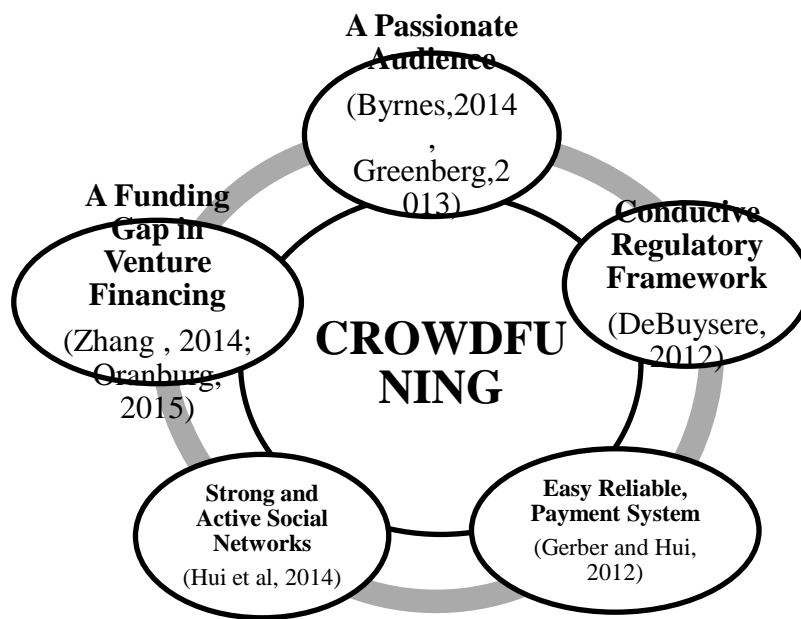 A Passionate
Audience
(Byrnes,2014
,
Greenberg,2
013)
A Funding
Gap in
Venture
Financing
(Zhang , 2014;
Oranburg,
2015)
Conducive
Regulatory
Framework
(DeBuysere,
2012)
CROWDFU
NING
Strong and
Active Social
Networks
(Hui et al, 2014)
Easy Reliable,
Payment System
(Gerber and Hui,
2012)